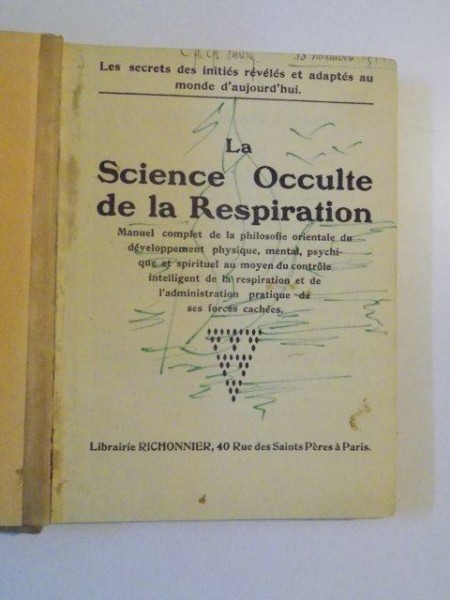 Les secrets des initiés révélés et adaptés au
monde d'aujourd'hui.
La
Science Occulte
de la Respiration
Manuel complet de la philosofie orientale du
développement physique, mental, psychi-
que et spirituel au moyen du contrôle
intelligent de la respiration et de
l'administration pratique de
ses forces cachées.
Librairie RICHONNIER, 40 Rue des Saints Pères à Paris.